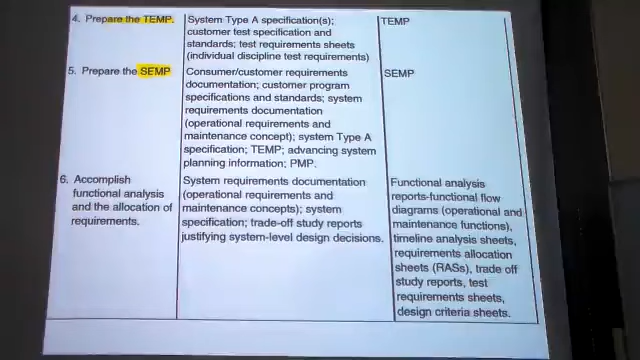 4. Prepare the TEMP.
System Type A specification(s);
customer test specification and
standards; test requirements sheets
(individual discipline test requirements)
TEMP
5. Prepare the SEMP
Consumer/customer requirements
documentation; customer program
specifications and standards; system
requirements documentation
(operational requirements and
maintenance concept); system Type A
specification; TEMP; advancing system
planning information; PMP.
SEMP
6. Accomplish
functional analysis
and the allocation of
requirements.
System requirements documentation
(operational requirements and
maintenance concepts); system
specification; trade-off study reports
justifying system-level design decisions.
Functional analysis
reports-functional flow
diagrams (operational and
maintenance functions),
timeline analysis sheets,
requirements allocation
sheets (RASs), trade off
study reports, test
requirements sheets,
design criteria sheets.